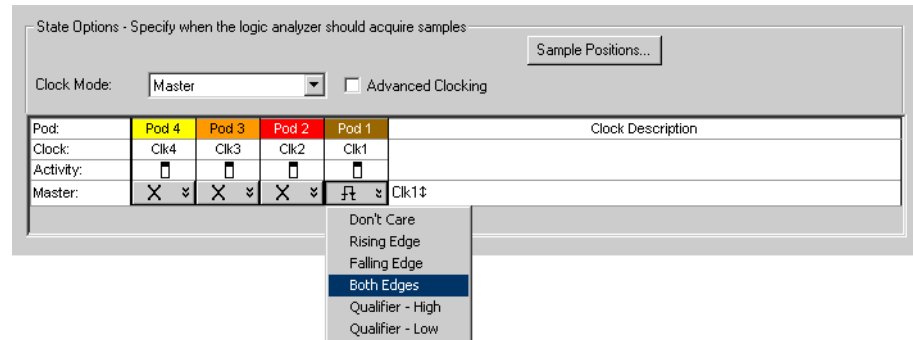 State Options - Specify when the logic analyzer should acquire samples
Sample Positions...
Clock Mode: Master Advanced Clocking
Pod: Pod 4 Pod 3 Pod 2 Pod 1 Clock Description
Clock: Clk4 Clk3 Clk2 Clk1
Activity:
Master: X X X Clk1↕
Don't Care
Rising Edge
Falling Edge
Both Edges
Qualifier - High
Qualifier - Low